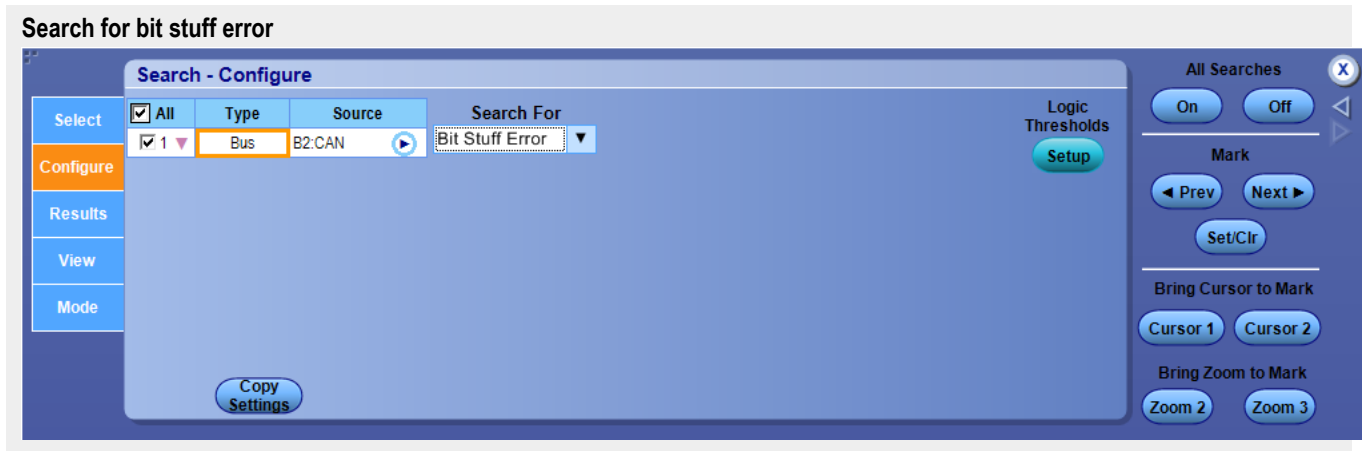 Search for bit stuff error
Search - Configure
Select
Configure
Results
View
Mode
All Type Source
1 Bus B2:CAN
Search For
Bit Stuff Error
Logic
Thresholds
Setup
Copy
Settings
All Searches
X
On Off
Mark
Prev Next
Set/Clr
Bring Cursor to Mark
Cursor 1 Cursor 2
Bring Zoom to Mark
Zoom 2 Zoom 3